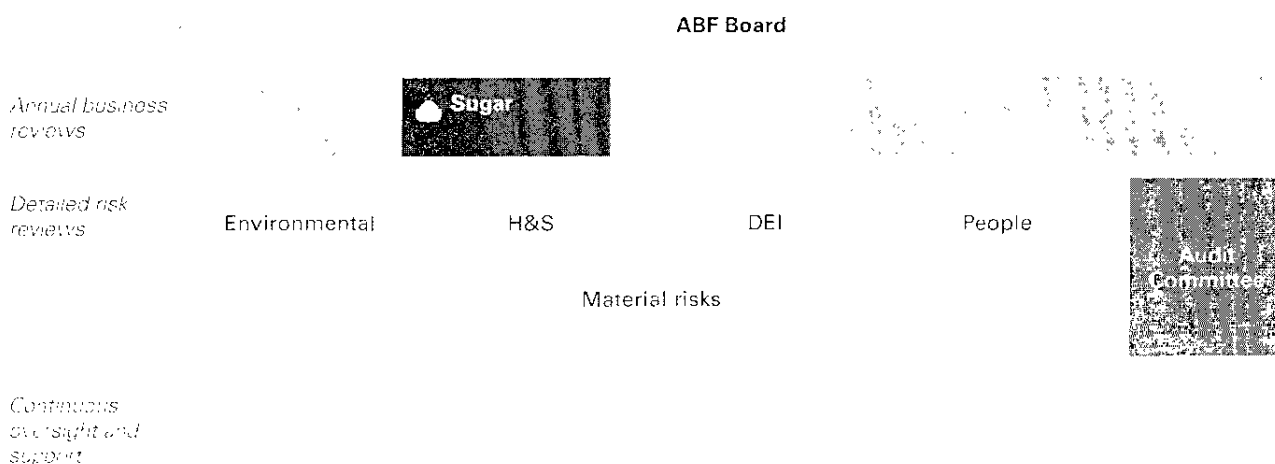 ABF Board
Annual business
reviews
Sugar
Detailed risk
reviews
Environmental
H&S
DEI
People
Audit
Committee
Material risks
Continuous
oversight and
support